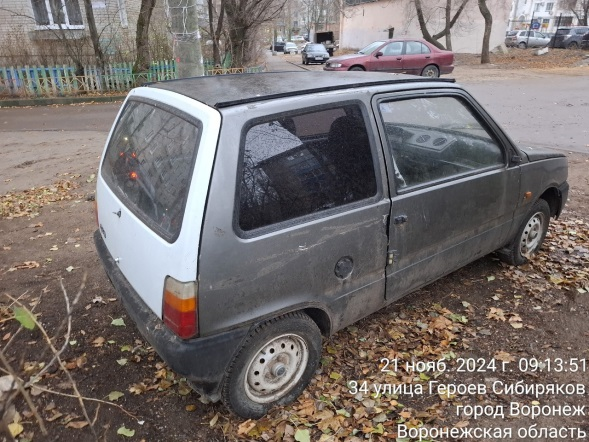 21 нояб. 2024 г. 09:13:51
34 улица Героев Сибиряков
город Воронеж
Воронежская область